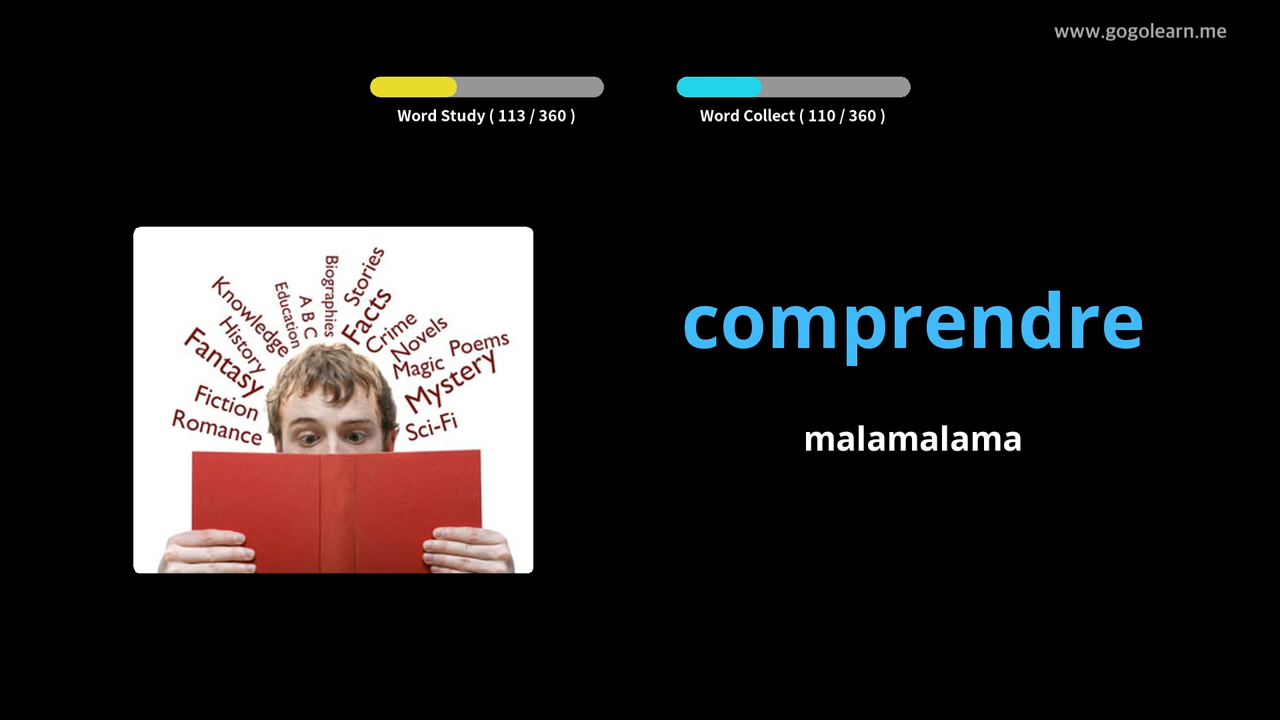 www.gogolearn.me
Word Study ( 113 / 360 )
Word Collect ( 110 / 360 )
Knowledge
Education
A B C
Biographies
Stories
Facts
Crime
Novels
Poems
Magic
Mystery
Sci-Fi
History
Fantasy
Fiction
Romance
comprendre
malamalama